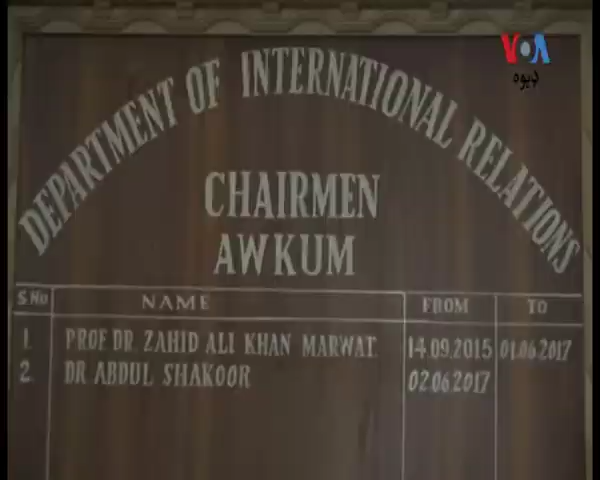 VOA
ډیوه
DEPARTMENT OF INTERNATIONAL RELATIONS
CHAIRMEN
AWKUM
S.No NAME FROM TO
1. PROF DR. ZAHID ALI KHAN MARWAT 14.09.2015 01.06.2017
2. DR ABDUL SHAKOOR 02.06.2017